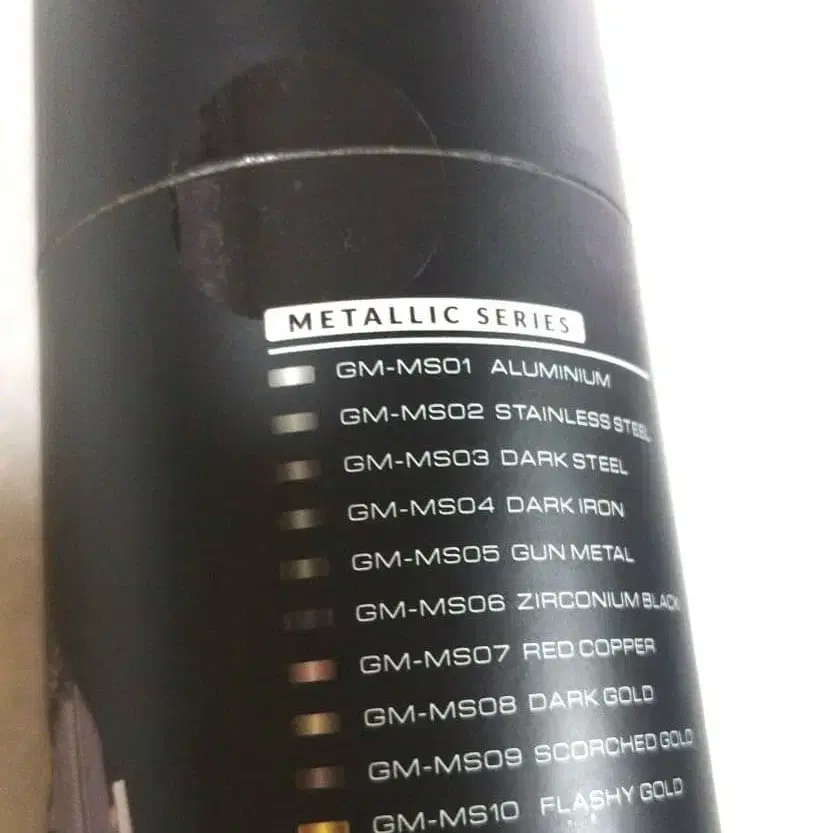 METALLIC SERIES
GM-MS01 ALUMINIUM
GM-MS02 STAINLESS STEEL
GM-MS03 DARK STEEL
GM-MS04 DARK IRON
GM-MS05 GUN METAL
GM-MS06 ZIRCONIUM BLACK
GM-MS07 RED COPPER
GM-MS08 DARK GOLD
GM-MS09 SCORCHED GOLD
GM-MS10 FLASHY GOLD